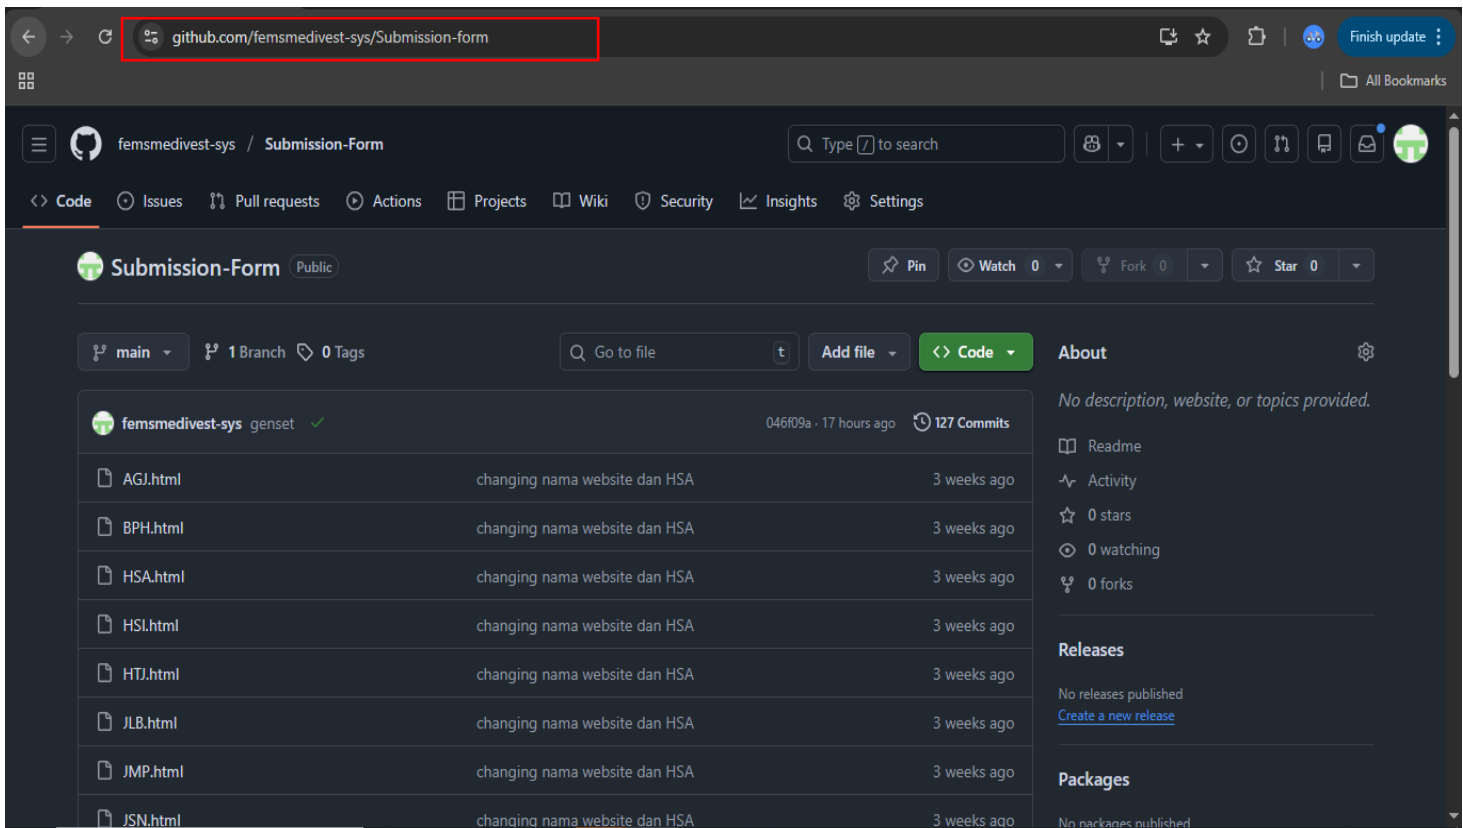 github.com/femsmedivest-sys/Submission-form
Finish update
All Bookmarks
femsmedivest-sys / Submission-Form
Type / to search
Code Issues Pull requests Actions Projects Wiki Security Insights Settings
Submission-Form Public
Pin Watch 0 Fork 0 Star 0
main 1 Branch 0 Tags
Go to file t Add file Code
About
No description, website, or topics provided.
femsmedivest-sys genset 046f09a · 17 hours ago 127 Commits
Readme
AGJ.html changing nama website dan HSA 3 weeks ago
Activity
0 stars
BPH.html changing nama website dan HSA 3 weeks ago
0 watching
HSA.html changing nama website dan HSA 3 weeks ago
0 forks
HSI.html changing nama website dan HSA 3 weeks ago
Releases
HTJ.html changing nama website dan HSA 3 weeks ago
No releases published
Create a new release
JLB.html changing nama website dan HSA 3 weeks ago
JMP.html changing nama website dan HSA 3 weeks ago
Packages
JSN.html changing nama website dan HSA 3 weeks ago
No packages published